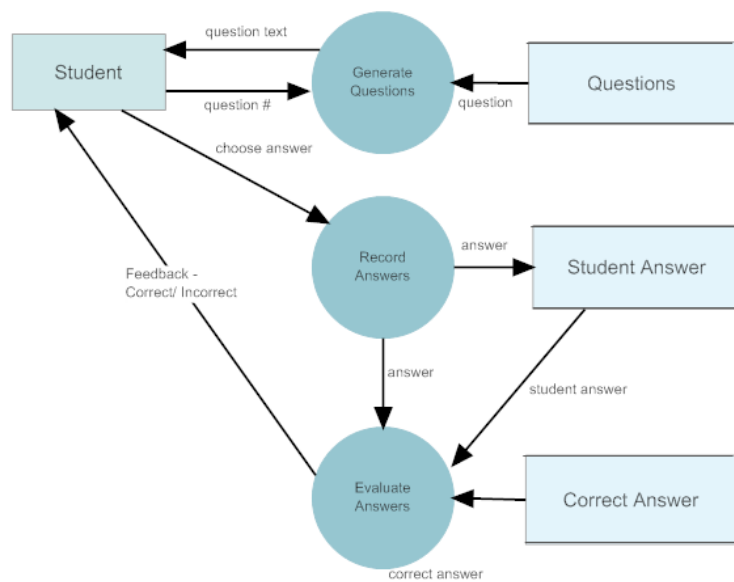 question text
Student
Generate
Questions
Questions
question #
question
choose answer
Record
Answers
answer
Student Answer
Feedback -
Correct/ Incorrect
answer
student answer
Evaluate
Answers
Correct Answer
correct answer